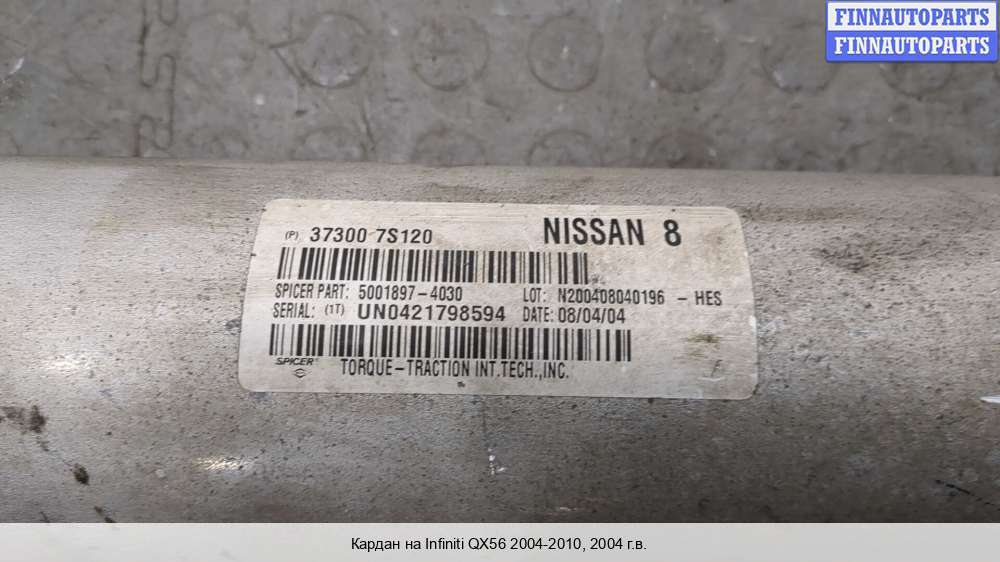 FINNAUTOPARTS
FINNAUTOPARTS
(P) 37300 7S120 NISSAN 8
SPICER PART: 5001897-4030 LOT: N200408040196 - HES
SERIAL: (1T) UN0421798594 DATE: 08/04/04
SPICER TORQUE-TRACTION INT.TECH.,INC.
Кардан на Infiniti QX56 2004-2010, 2004 г.в.